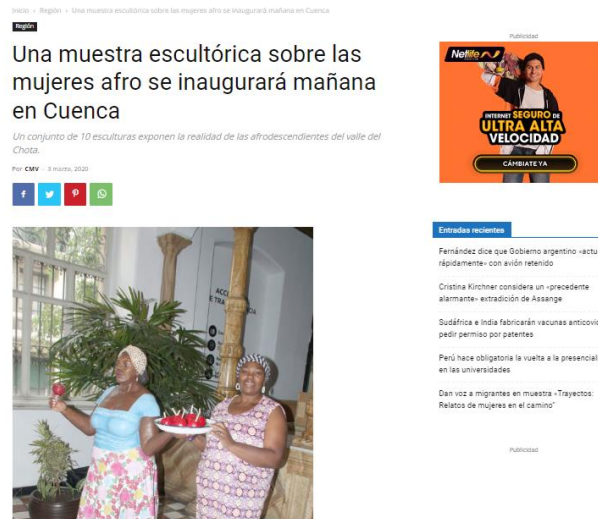 Inicio › Región › Una muestra escultórica sobre las mujeres afro se inaugurará mañana en Cuenca
Región
Una muestra escultórica sobre las
mujeres afro se inaugurará mañana
en Cuenca
Un conjunto de 10 esculturas exponen la realidad de las afrodescendientes del valle del
Chota.
Por CMV - 3 marzo, 2020
Publicidad
Netlife
INTERNET SEGURO DE
ULTRA ALTA
VELOCIDAD
CÁMBIATE YA
Entradas recientes
Fernández dice que Gobierno argentino «actu
rápidamente» con avión retenido
Cristina Kirchner considera un «precedente
alarmante» extradición de Assange
Sudáfrica e India fabricarán vacunas anticovid
pedir permiso por patentes
Perú hace obligatoria la vuelta a la presenciali
en las universidades
Dan voz a migrantes en muestra «Trayectos:
Relatos de mujeres en el camino"
Publicidad